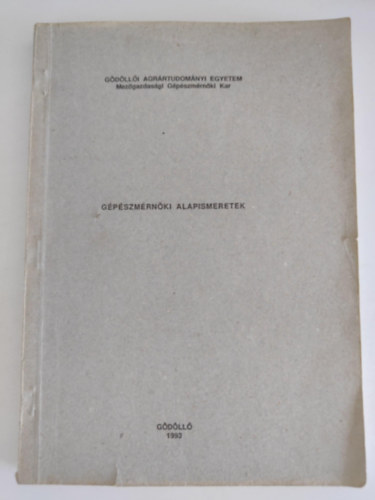 GÖDÖLLŐI AGRÁRTUDOMÁNYI EGYETEM
Mezőgazdasági Gépészmérnöki Kar
GÉPÉSZMÉRNÖKI ALAPISMERETEK
GÖDÖLLŐ
1993